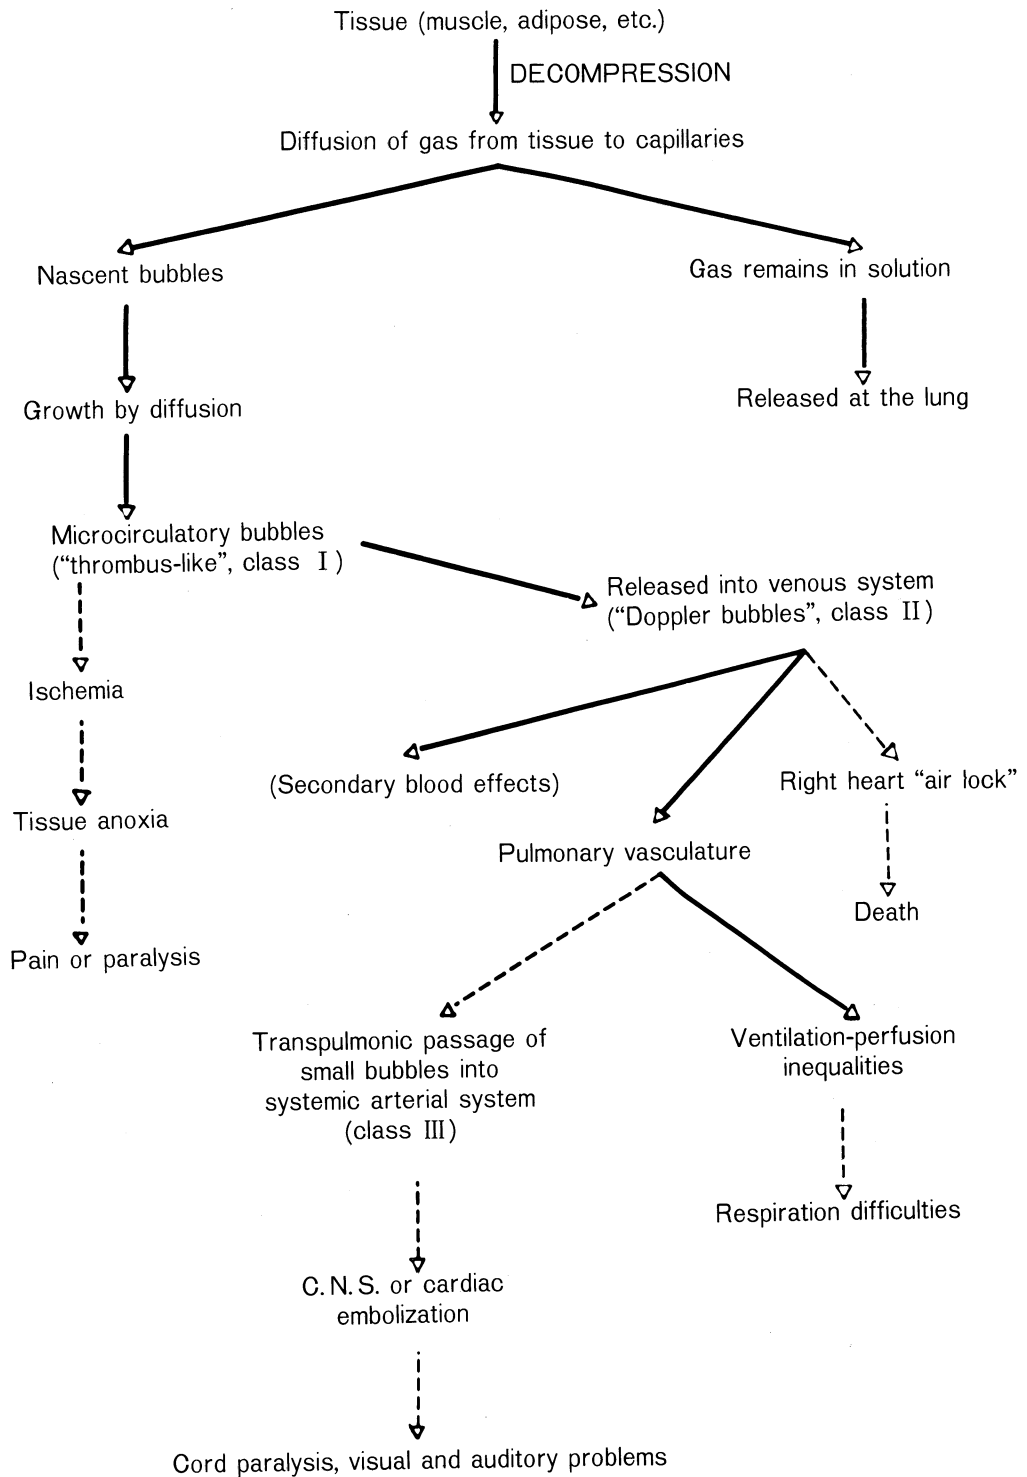 Tissue (muscle, adipose, etc.)
DECOMPRESSION
Diffusion of gas from tissue to capillaries
Nascent bubbles
Gas remains in solution
Growth by diffusion
Released at the lung
Microcirculatory bubbles
(“thrombus-like”, class I)
Released into venous system
(“Doppler bubbles”, class II)
Ischemia
(Secondary blood effects)
Right heart “air lock”
Tissue anoxia
Pulmonary vasculature
Death
Pain or paralysis
Transpulmonic passage of
small bubbles into
systemic arterial system
(class III)
Ventilation-perfusion
inequalities
Respiration difficulties
C.N.S. or cardiac
embolization
Cord paralysis, visual and auditory problems